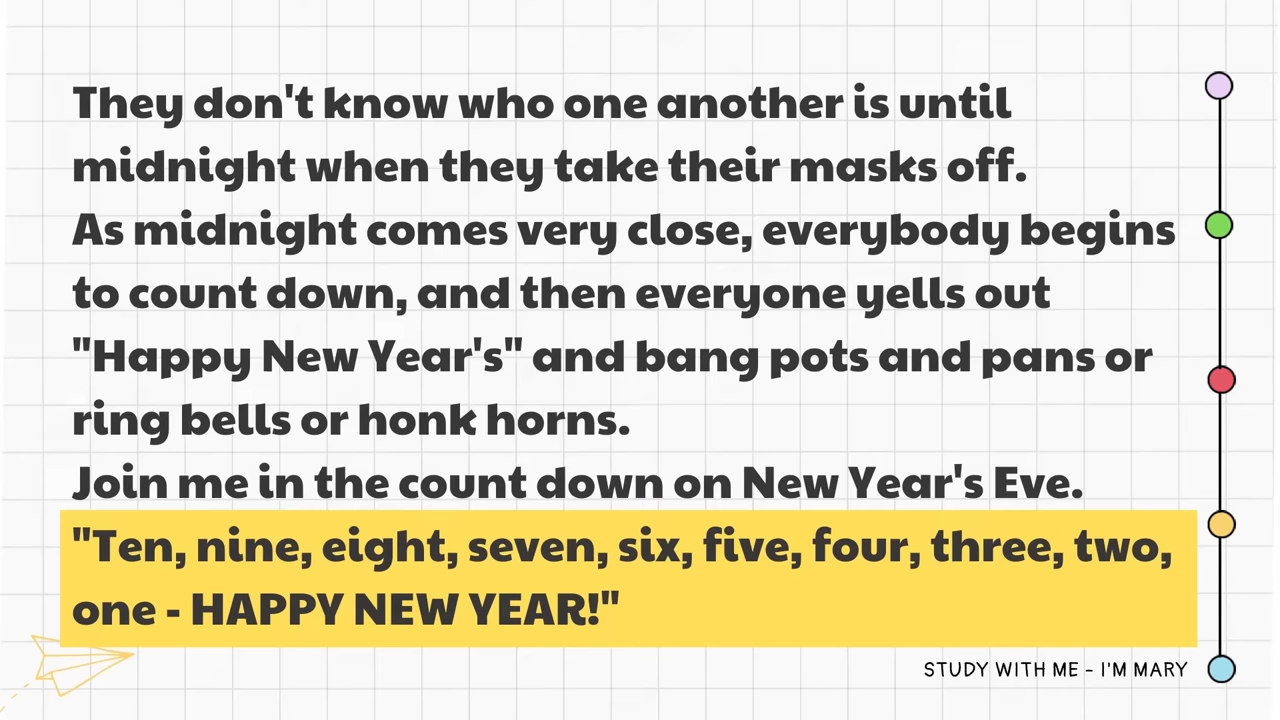 They don't know who one another is until
midnight when they take their masks off.
As midnight comes very close, everybody begins
to count down, and then everyone yells out
"Happy New Year's" and bang pots and pans or
ring bells or honk horns.
Join me in the count down on New Year's Eve.
"Ten, nine, eight, seven, six, five, four, three, two,
one - HAPPY NEW YEAR!"
STUDY WITH ME - I'M MARY